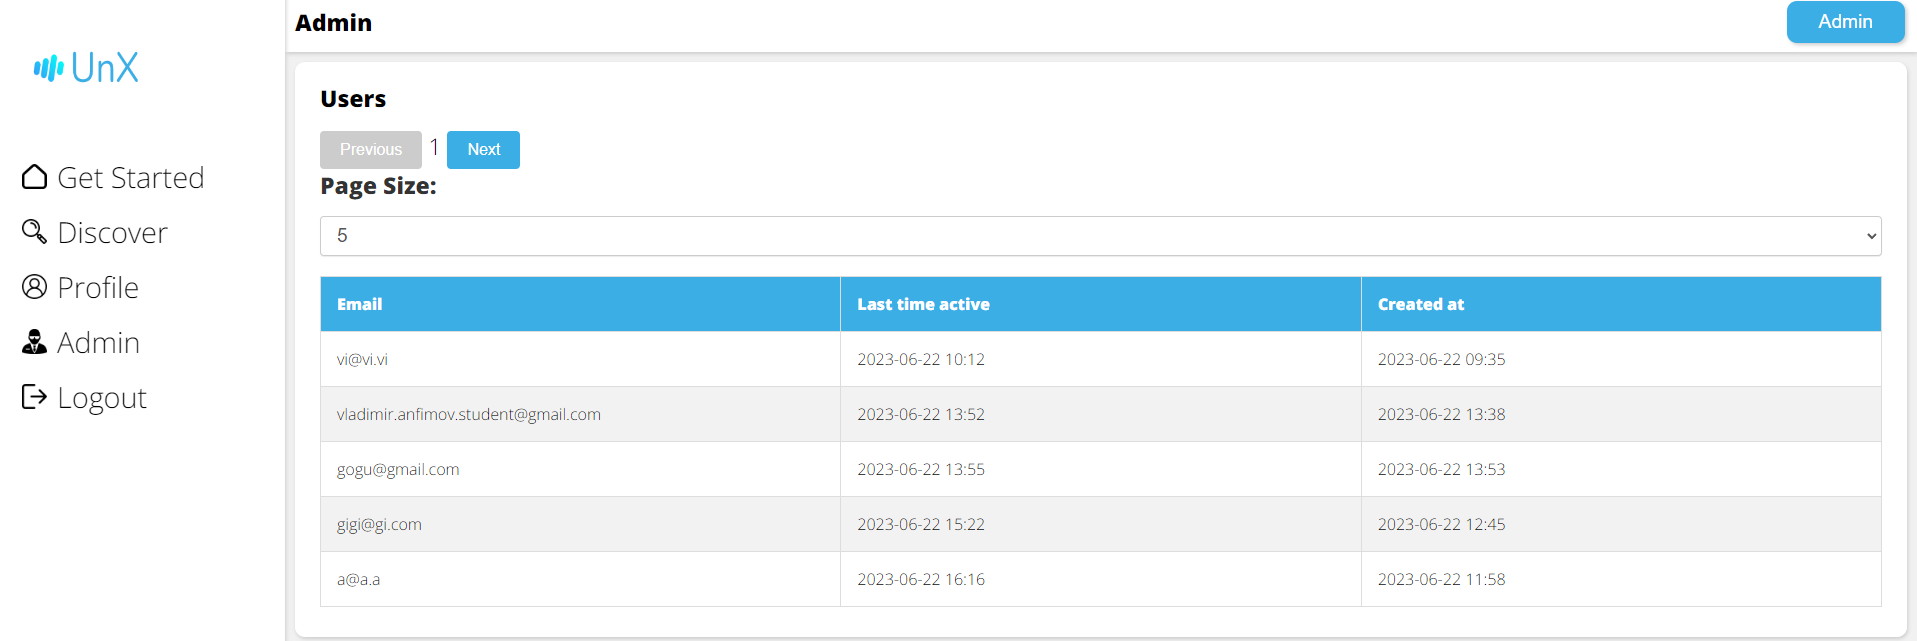 UnX
Get Started
Discover
Profile
Admin
Logout
Admin
Admin
Users
Previous 1 Next
Page Size:
5
Email Last time active Created at
vi@vi.vi 2023-06-22 10:12 2023-06-22 09:35
vladimir.anfimov.student@gmail.com 2023-06-22 13:52 2023-06-22 13:38
gogu@gmail.com 2023-06-22 13:55 2023-06-22 13:53
gigi@gi.com 2023-06-22 15:22 2023-06-22 12:45
a@a.a 2023-06-22 16:16 2023-06-22 11:58